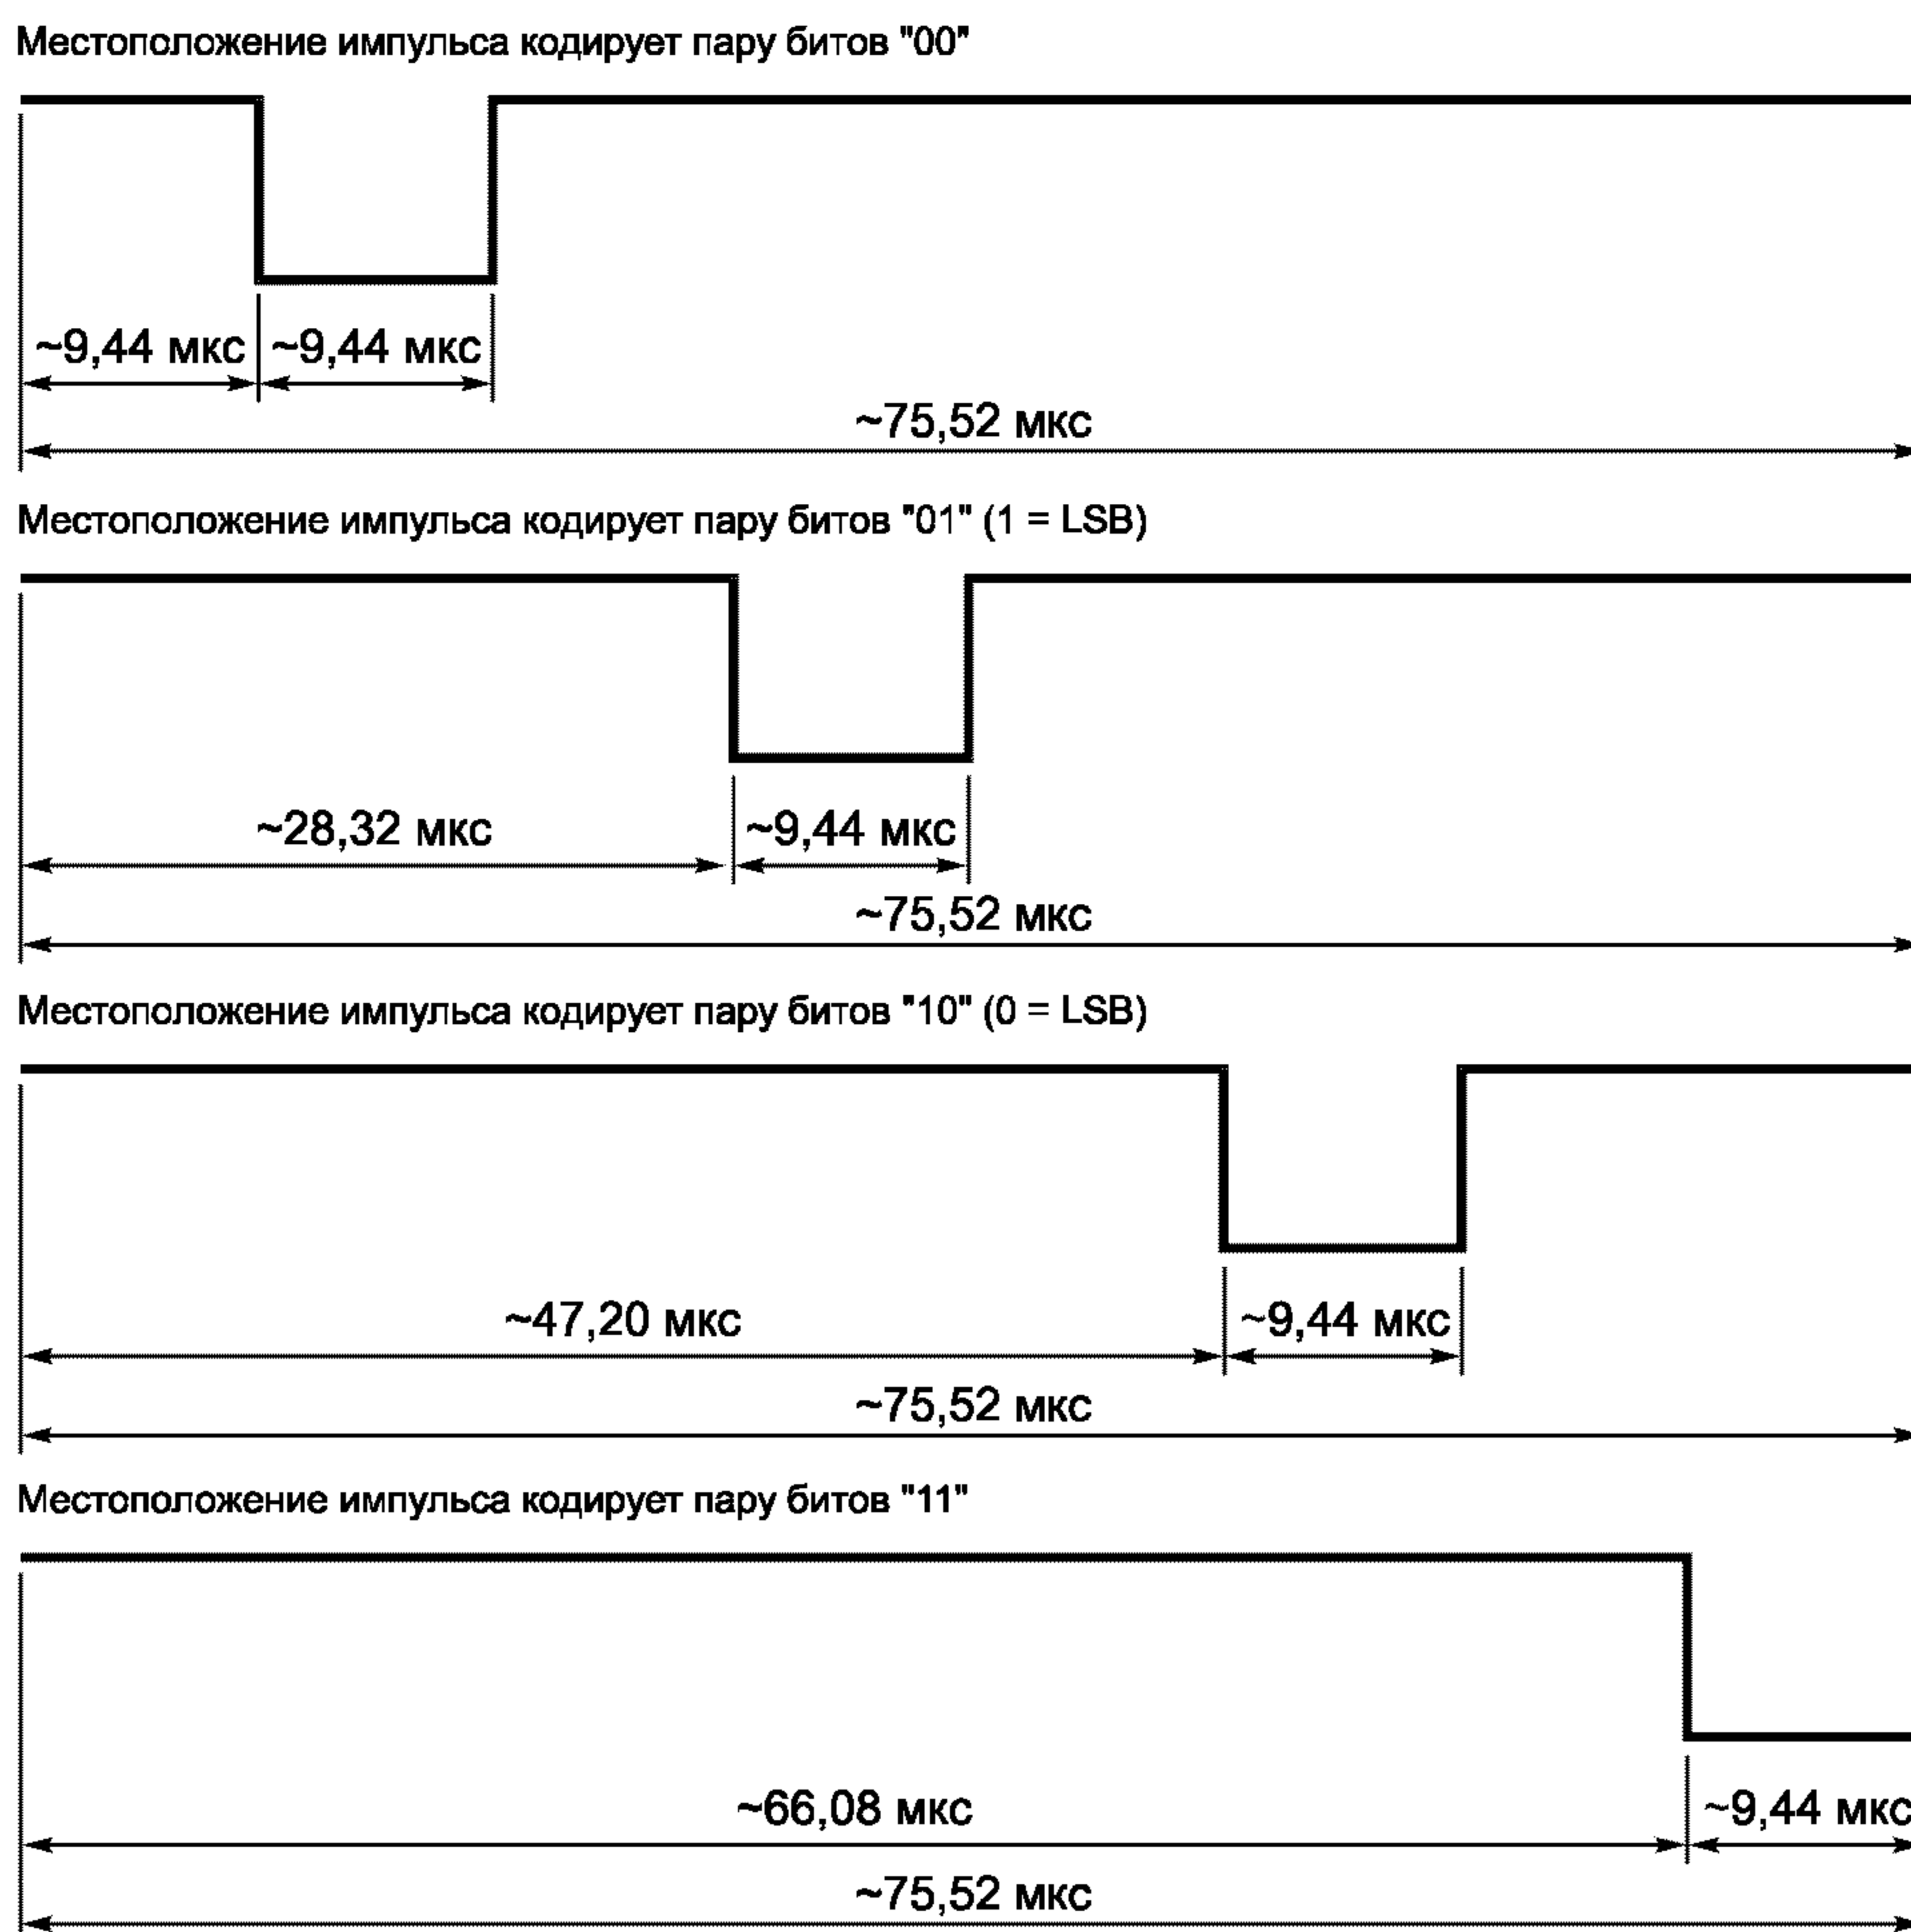 Местоположение импульса кодирует пару битов "00"
~9,44 мкс ~9,44 мкс
~75,52 мкс
Местоположение импульса кодирует пару битов "01" (1 = LSB)
~28,32 мкс ~9,44 мкс
~75,52 мкс
Местоположение импульса кодирует пару битов "10" (0 = LSB)
~47,20 мкс ~9,44 мкс
~75,52 мкс
Местоположение импульса кодирует пару битов "11"
~66,08 мкс ~9,44 мкс
~75,52 мкс